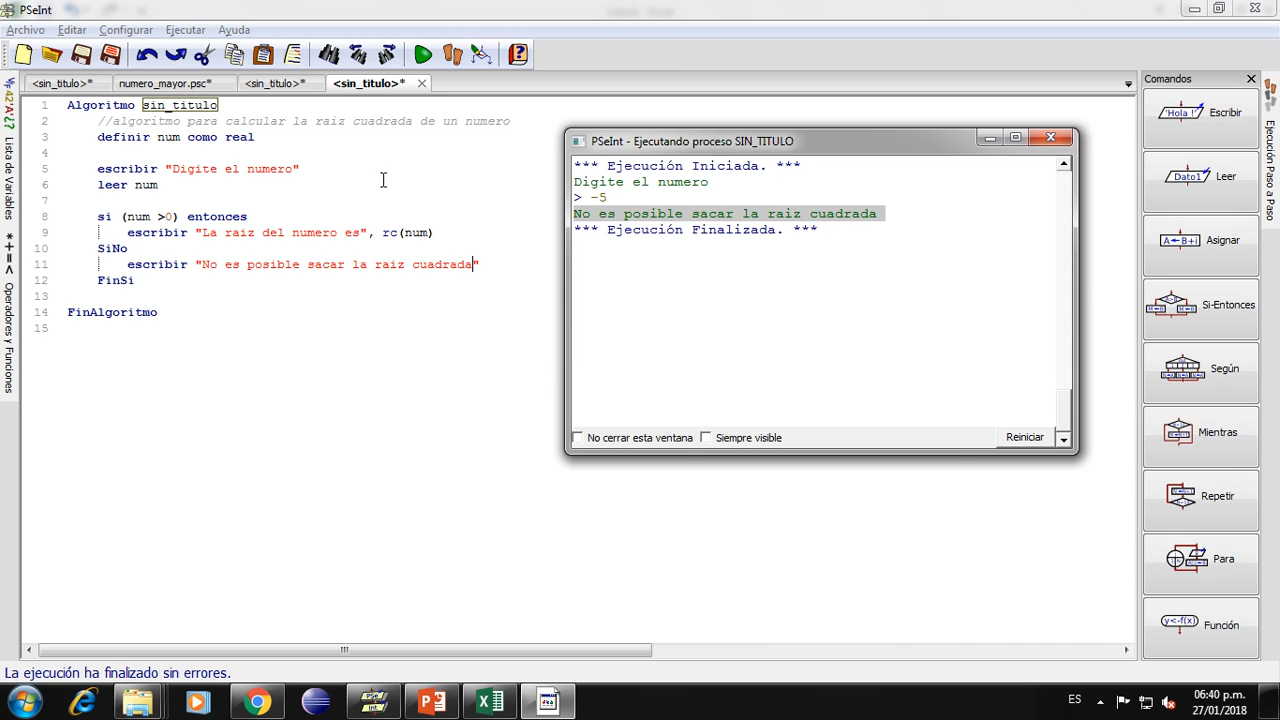 PSeInt
Archivo Editar Configurar Ejecutar Ayuda
<sin_titulo>* numero_mayor.psc* <sin_titulo>* <sin_titulo>*
Lista de Variables
Operadores y Funciones
1 Algoritmo sin_titulo
2 //algoritmo para calcular la raiz cuadrada de un numero
3 definir num como real
4
5 escribir "Digite el numero"
6 leer num
7
8 si (num >0) entonces
9 escribir "La raiz del numero es", rc(num)
10 SiNo
11 escribir "No es posible sacar la raiz cuadrada"
12 FinSi
13
14 FinAlgoritmo
15
PSeInt - Ejecutando proceso SIN_TITULO
*** Ejecución Iniciada. ***
Digite el numero
> -5
No es posible sacar la raiz cuadrada
*** Ejecución Finalizada. ***
No cerrar esta ventana Siempre visible Reiniciar
Comandos
'Hola !' Escribir
Dato1 Leer
A←B+i Asignar
Si-Entonces
Según
Mientras
Repetir
Para
y<-f(x) Función
Ejecución Paso a Paso
La ejecución ha finalizado sin errores.
ES
06:40 p.m.
27/01/2018